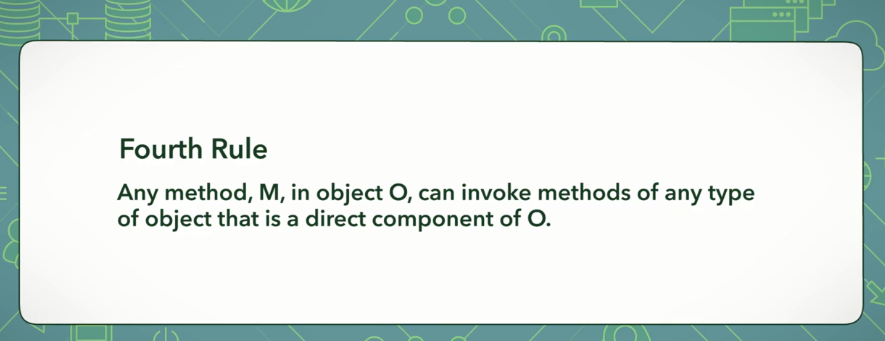 Fourth Rule
Any method, M, in object O, can invoke methods of any type
of object that is a direct component of O.